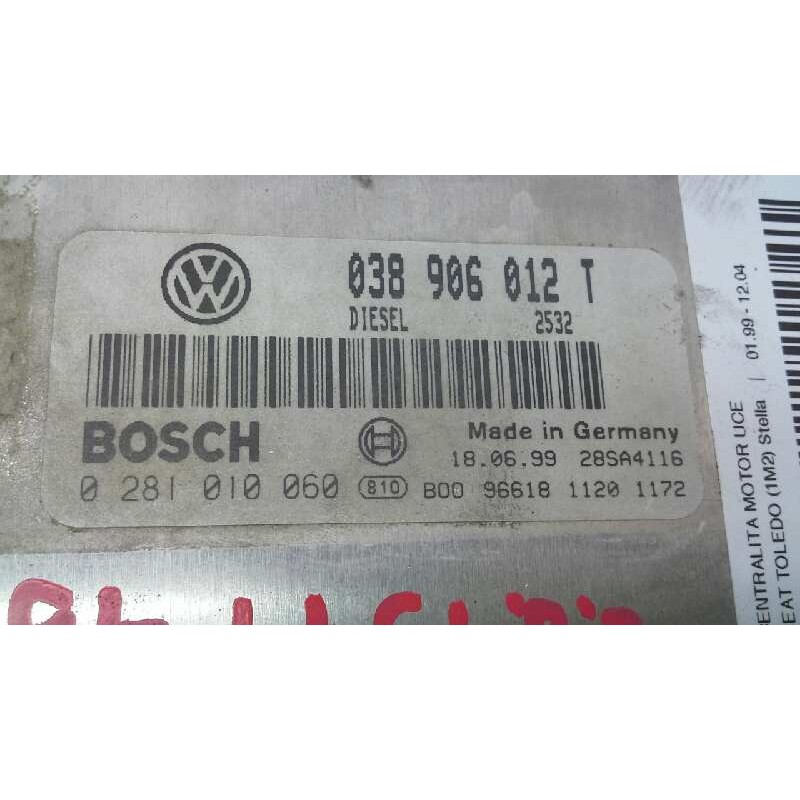 038 906 012 T
DIESEL 2532
BOSCH
Made in Germany
18.06.99 28SA4116
0 281 010 060 810 B00 96618 1120 1172
CENTRALITA MOTOR UCE
EAT TOLEDO (1M2) Stella | 01.99 - 12.04